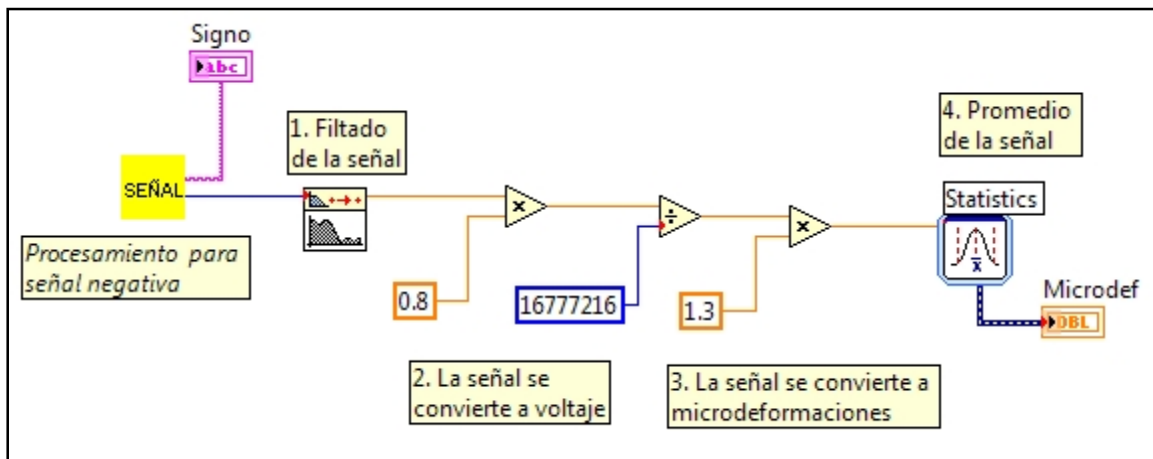 Signo
abc
1. Filtado
de la señal
4. Promedio
de la señal
SEÑAL
Statistics
x
÷
x
x̄
Procesamiento para
señal negativa
0.8
16777216
1.3
Microdef
DBL
2. La señal se
convierte a voltaje
3. La señal se convierte a
microdeformaciones